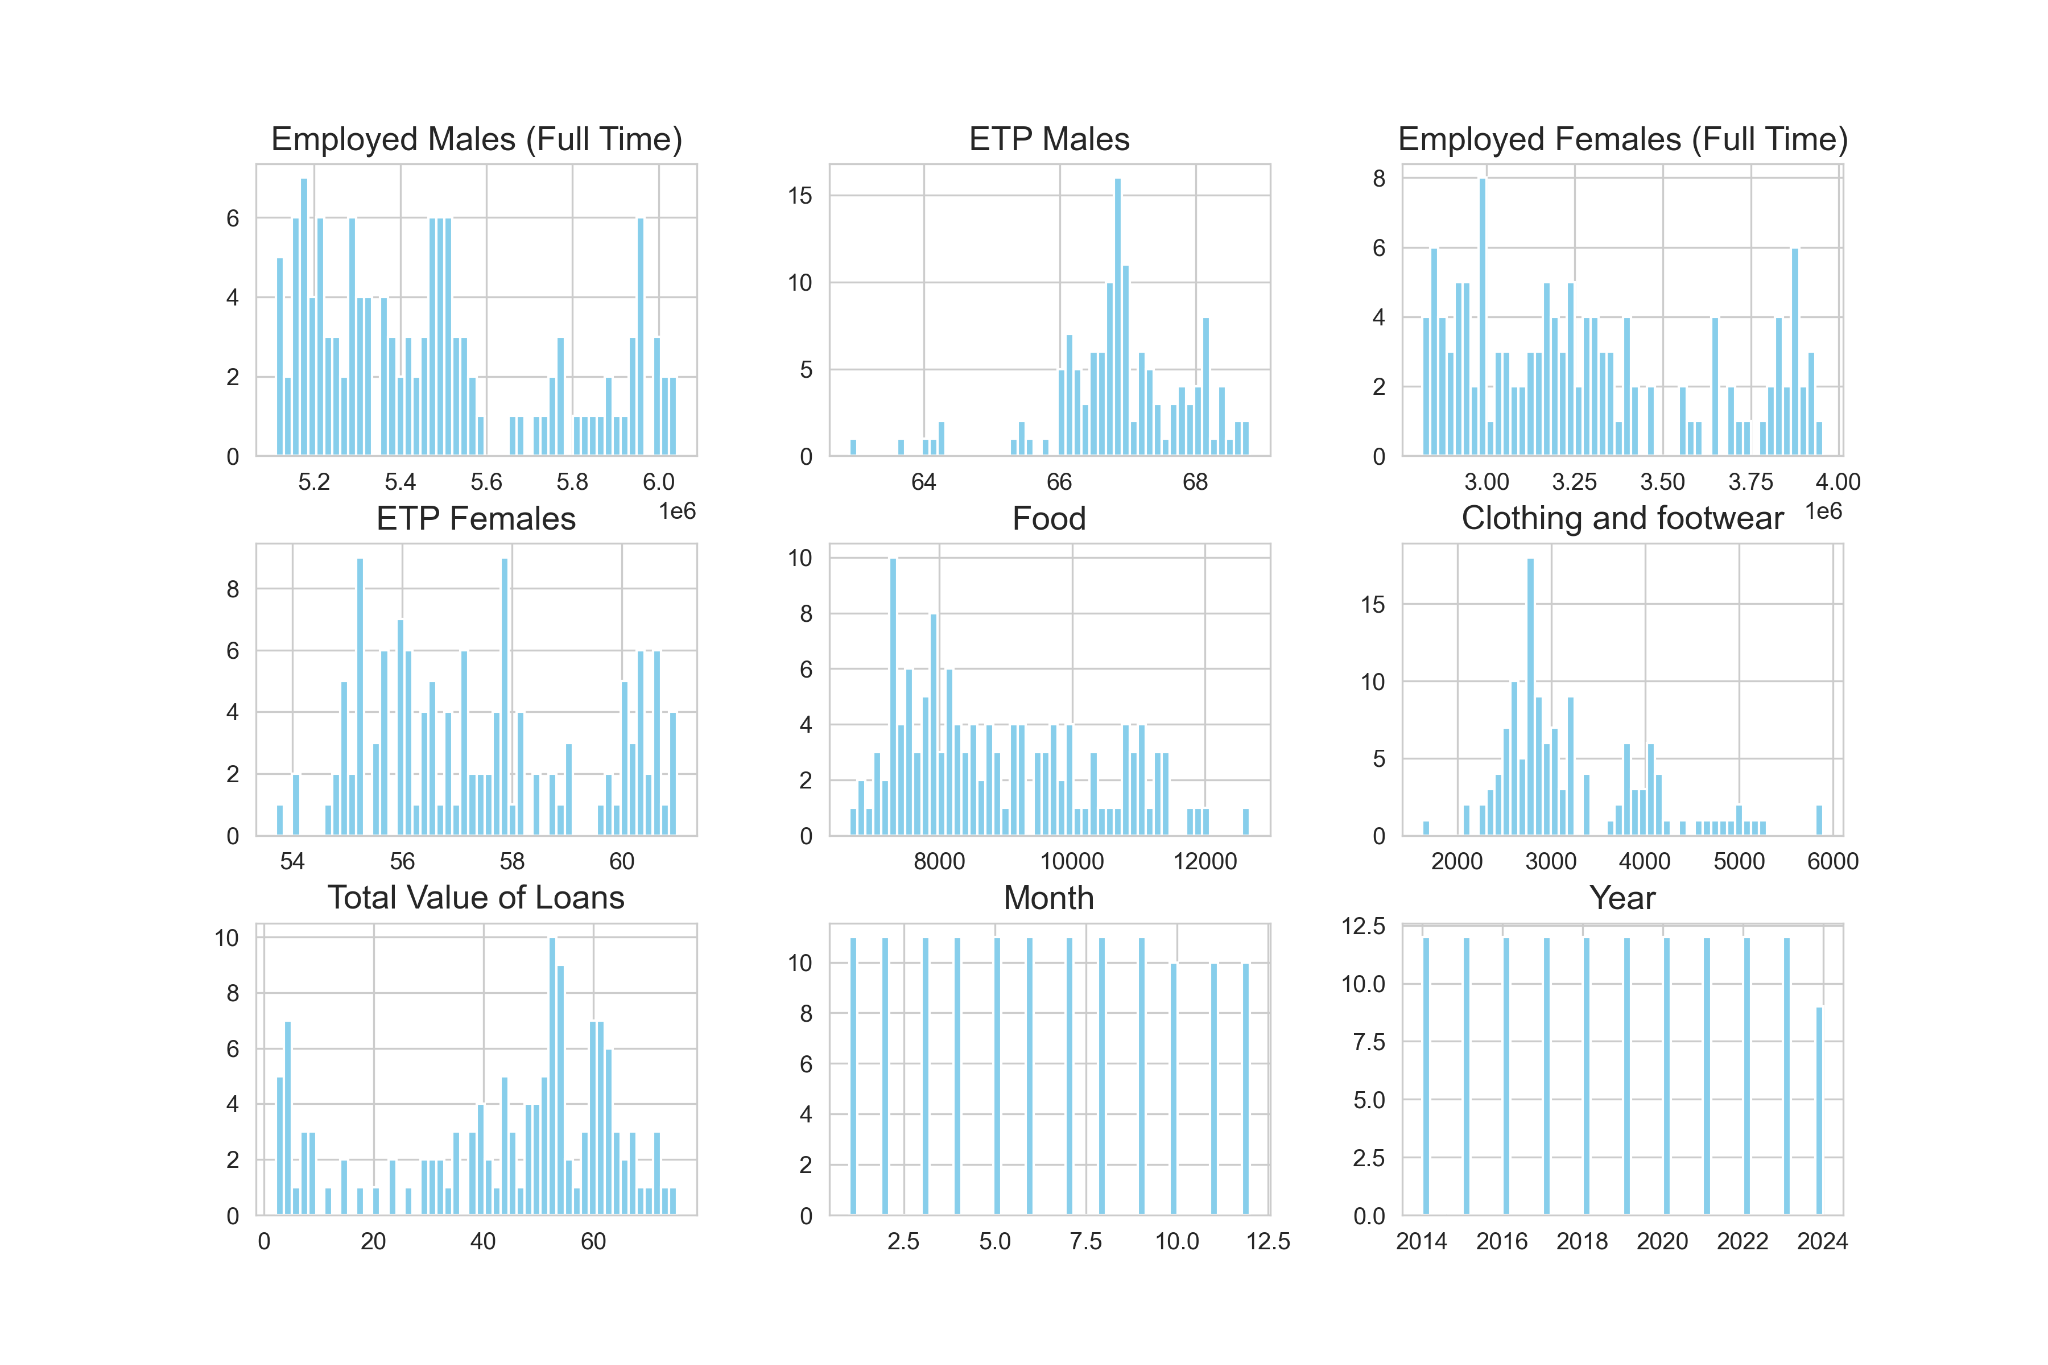 Employed Males (Full Time)
6
4
2
0
5.2 5.4 5.6 5.8 6.0
1e6
ETP Males
15
10
5
0
64 66 68
Employed Females (Full Time)
8
6
4
2
0
3.00 3.25 3.50 3.75 4.00
1e6
ETP Females
8
6
4
2
0
54 56 58 60
Food
10
8
6
4
2
0
8000 10000 12000
Clothing and footwear
15
10
5
0
2000 3000 4000 5000 6000
Total Value of Loans
10
8
6
4
2
0
0 20 40 60
Month
10
8
6
4
2
0
2.5 5.0 7.5 10.0 12.5
Year
12.5
10.0
7.5
5.0
2.5
0.0
2014 2016 2018 2020 2022 2024